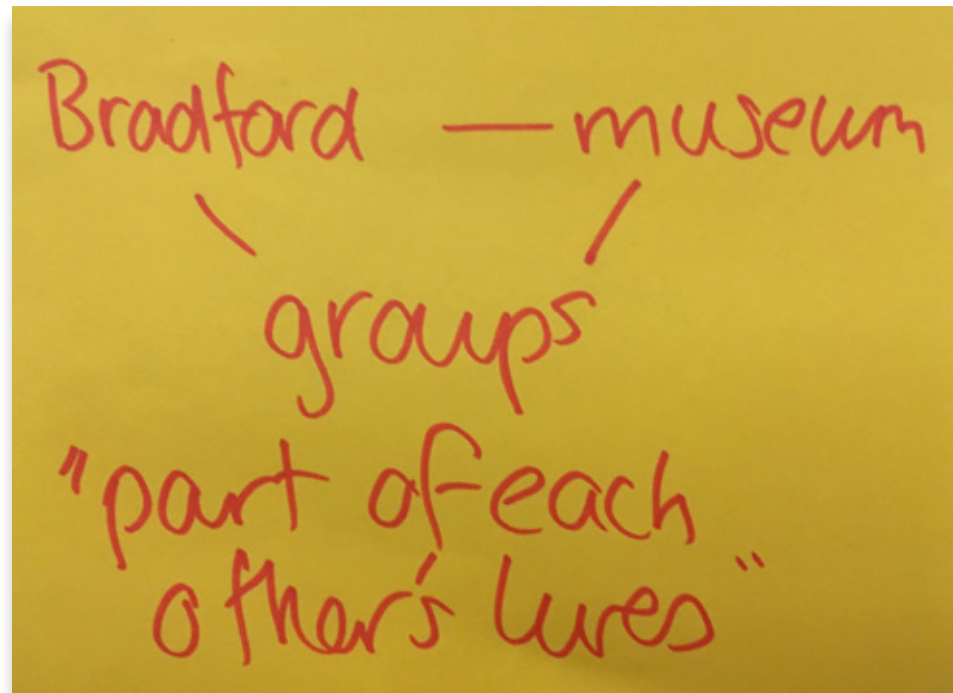 Bradford — museum
groups
"part of each
other's lives"